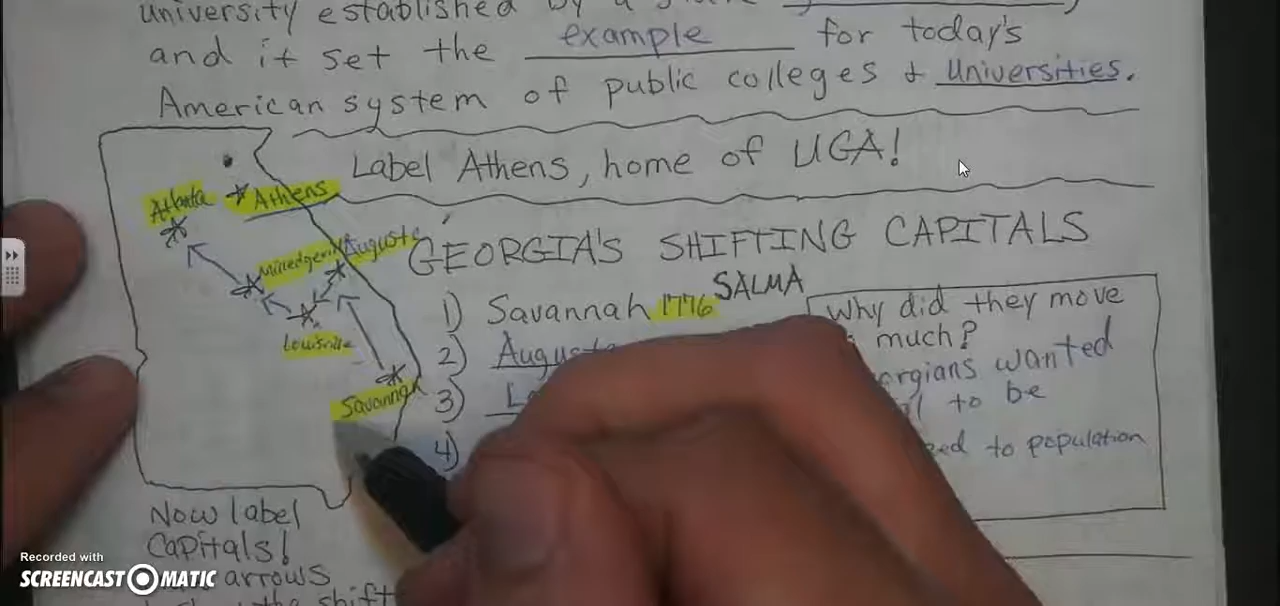 university established by a
and it set the example for today's
American system of public colleges + Universities.
Label Athens, home of UGA!
Atlanta
Athens
Augusta
Louisville
Savannah
GEORGIA'S SHIFTING CAPITALS
1) Savannah 1776 SALMA
2) Augusta
3)
4)
Why did they move
much?
wanted
to be
to population
Now label
Capitals!
arrows
the shift
Recorded with
SCREENCAST MATIC